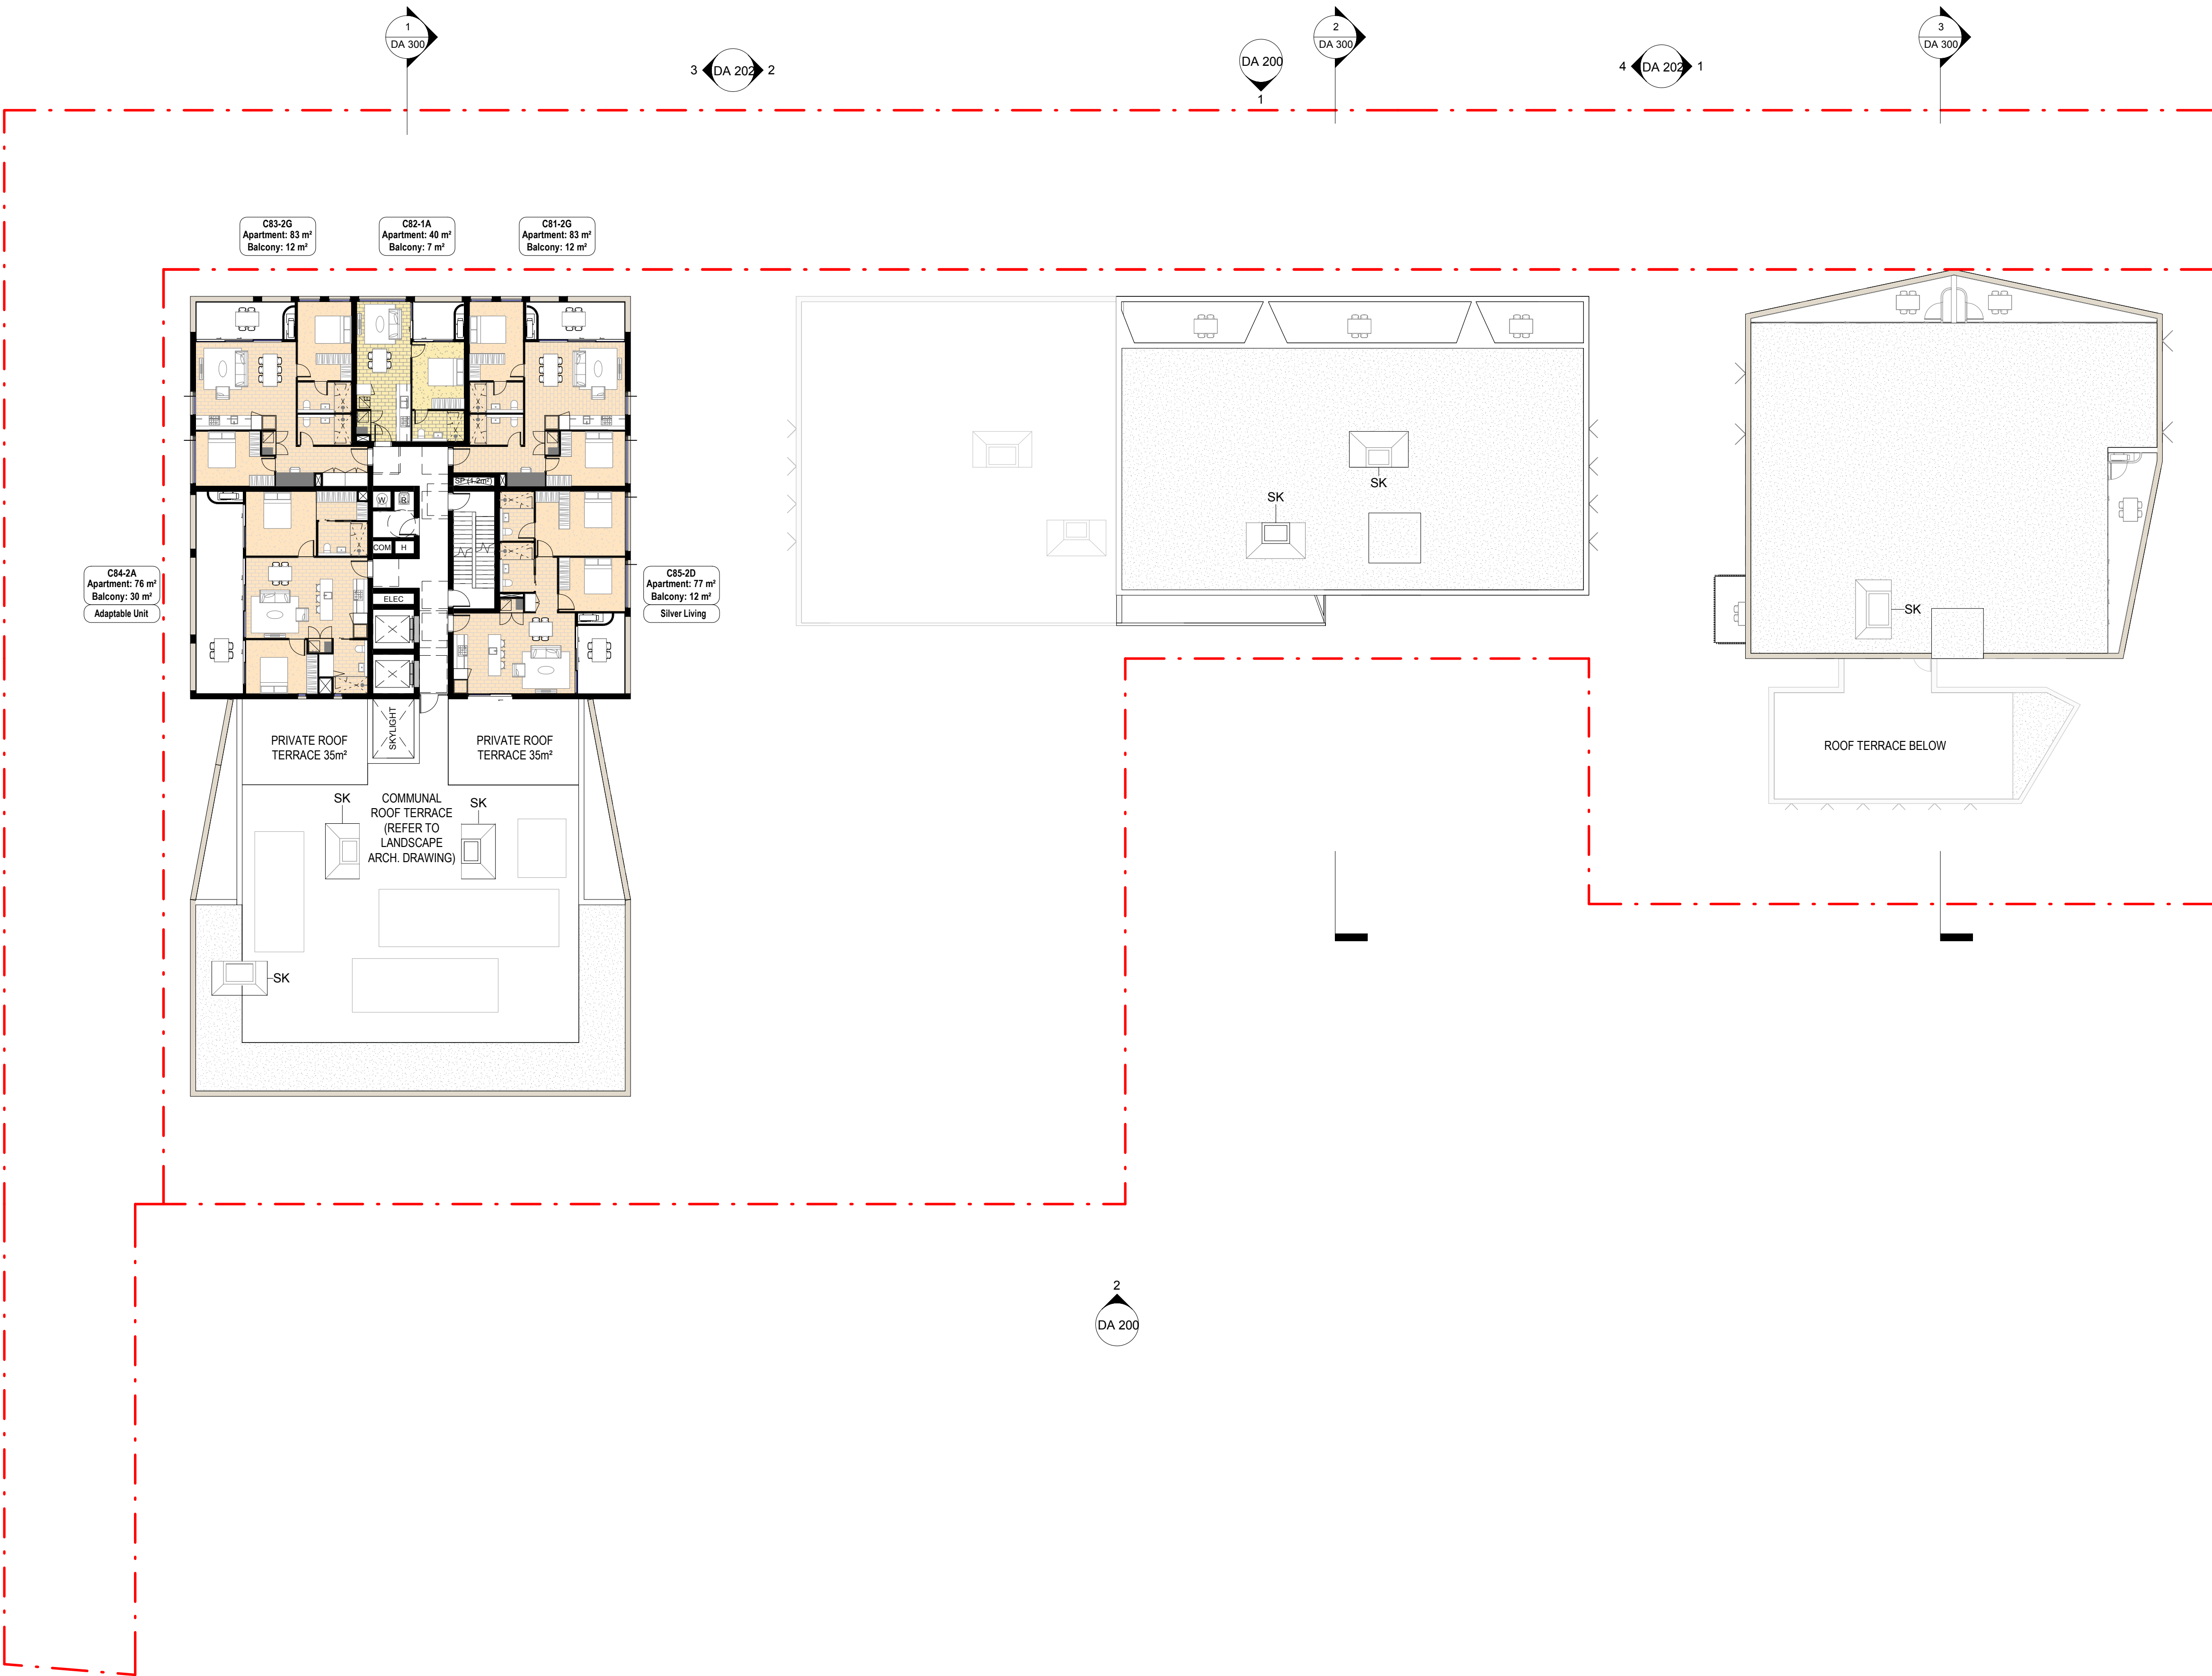 1
DA 300
3 DA 202 2
DA 200
1
2
DA 300
4 DA 202 1
3
DA 300
C83-2G
Apartment: 83 m²
Balcony: 12 m²
C82-1A
Apartment: 40 m²
Balcony: 7 m²
C81-2G
Apartment: 83 m²
Balcony: 12 m²
SP (1.2m²)
W
R
COM
H
ELEC
C84-2A
Apartment: 76 m²
Balcony: 30 m²
Adaptable Unit
C85-2D
Apartment: 77 m²
Balcony: 12 m²
Silver Living
SK
SK
SK
SKYLIGHT
PRIVATE ROOF
TERRACE 35m²
PRIVATE ROOF
TERRACE 35m²
ROOF TERRACE BELOW
SK
COMMUNAL
ROOF TERRACE
(REFER TO
LANDSCAPE
ARCH. DRAWING)
SK
SK
2
DA 200